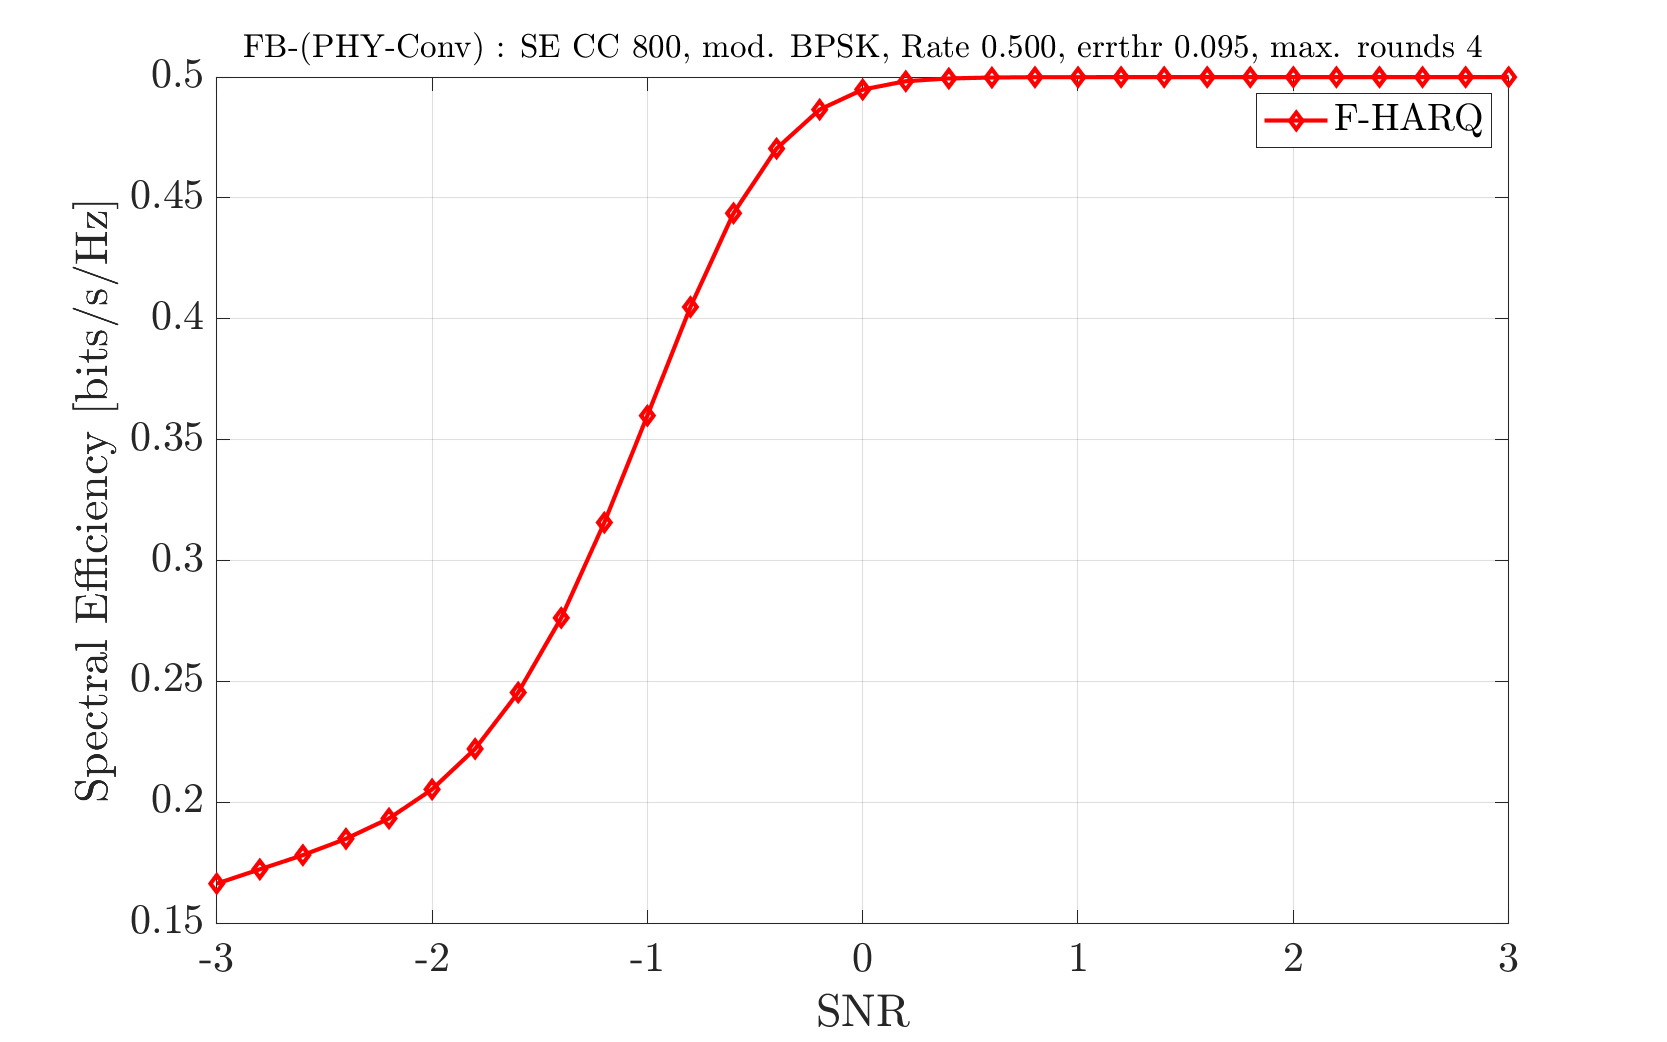 FB-(PHY-Conv) : SE CC 800, mod. BPSK, Rate 0.500, errthr 0.095, max. rounds 4
F-HARQ
Spectral Efficiency [bits/s/Hz]
0.5
0.45
0.4
0.35
0.3
0.25
0.2
0.15
-3 -2 -1 0 1 2 3
SNR